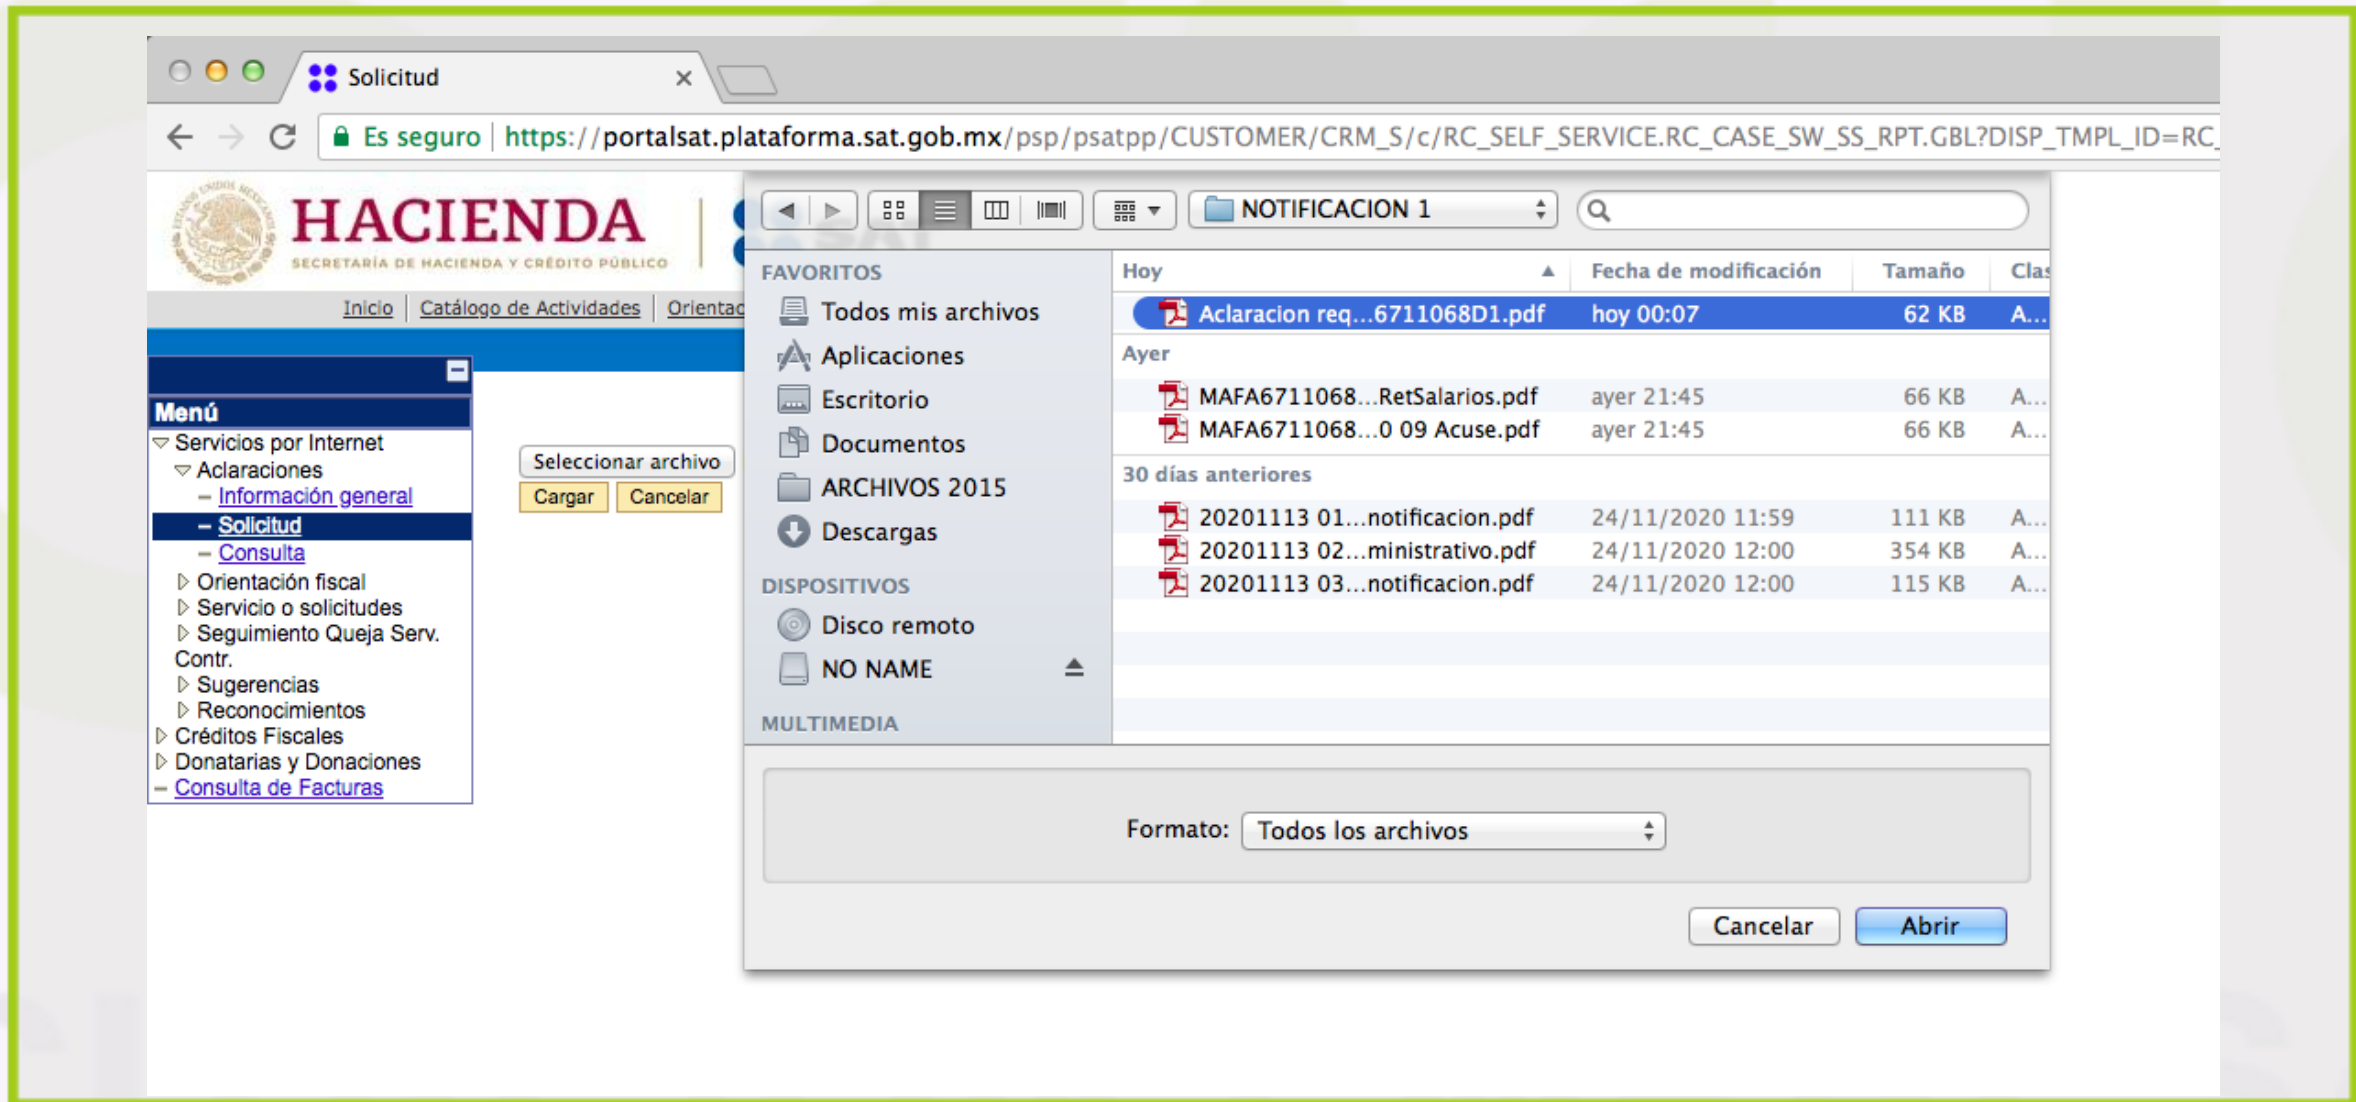 Solicitud
Es seguro | https://portalsat.plataforma.sat.gob.mx/psp/psatpp/CUSTOMER/CRM_S/c/RC_SELF_SERVICE.RC_CASE_SW_SS_RPT.GBL?DISP_TMPL_ID=RC_
HACIENDA
SECRETARÍA DE HACIENDA Y CRÉDITO PÚBLICO
Inicio | Catálogo de Actividades | Orientac
Menú
Servicios por Internet
Aclaraciones
Información general
Solicitud
Consulta
Orientación fiscal
Servicio o solicitudes
Seguimiento Queja Serv.
Contr.
Sugerencias
Reconocimientos
Créditos Fiscales
Donatarias y Donaciones
Consulta de Facturas
Seleccionar archivo
Cargar Cancelar
NOTIFICACION 1
SAT
FAVORITOS
Todos mis archivos
Aplicaciones
Escritorio
Documentos
ARCHIVOS 2015
Descargas
DISPOSITIVOS
Disco remoto
NO NAME
MULTIMEDIA
Hoy Fecha de modificación Tamaño Clas
Aclaracion req...6711068D1.pdf hoy 00:07 62 KB A...
Ayer
MAFA6711068...RetSalarios.pdf ayer 21:45 66 KB A...
MAFA6711068...0 09 Acuse.pdf ayer 21:45 66 KB A...
30 días anteriores
20201113 01...notificacion.pdf 24/11/2020 11:59 111 KB A...
20201113 02...ministrativo.pdf 24/11/2020 12:00 354 KB A...
20201113 03...notificacion.pdf 24/11/2020 12:00 115 KB A...
Formato: Todos los archivos
Cancelar Abrir